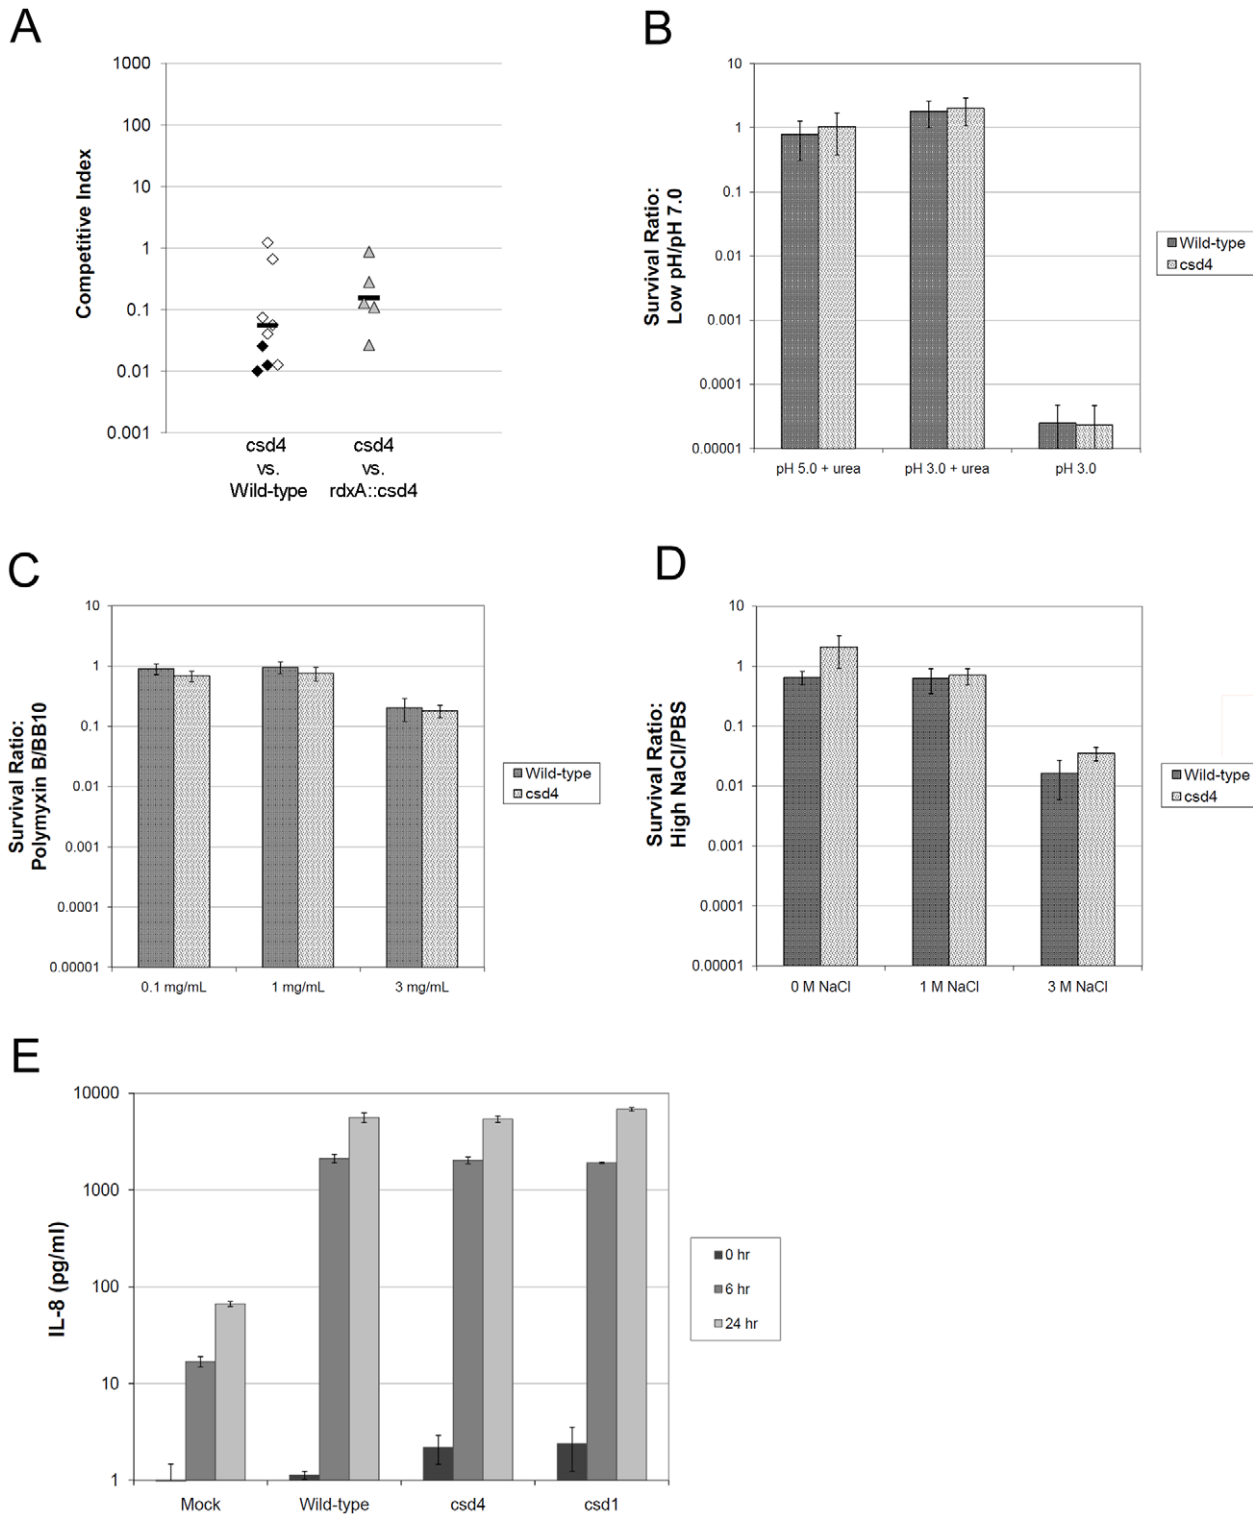 A
1000
100
10
1
0.1
0.01
0.001
Competitive Index
csd4
vs.
Wild-type
csd4
vs.
rdxA::csd4
B
10
1
0.1
0.01
0.001
0.0001
0.00001
Survival Ratio:
Low pH/pH 7.0
pH 5.0 + urea
pH 3.0 + urea
pH 3.0
Wild-type
csd4
C
10
1
0.1
0.01
0.001
0.0001
0.00001
Survival Ratio:
Polymyxin B/BB10
0.1 mg/mL
1 mg/mL
3 mg/mL
Wild-type
csd4
D
10
1
0.1
0.01
0.001
0.0001
0.00001
Survival Ratio:
High NaCl/PBS
0 M NaCl
1 M NaCl
3 M NaCl
Wild-type
csd4
E
10000
1000
100
10
1
IL-8 (pg/ml)
Mock
Wild-type
csd4
csd1
0 hr
6 hr
24 hr